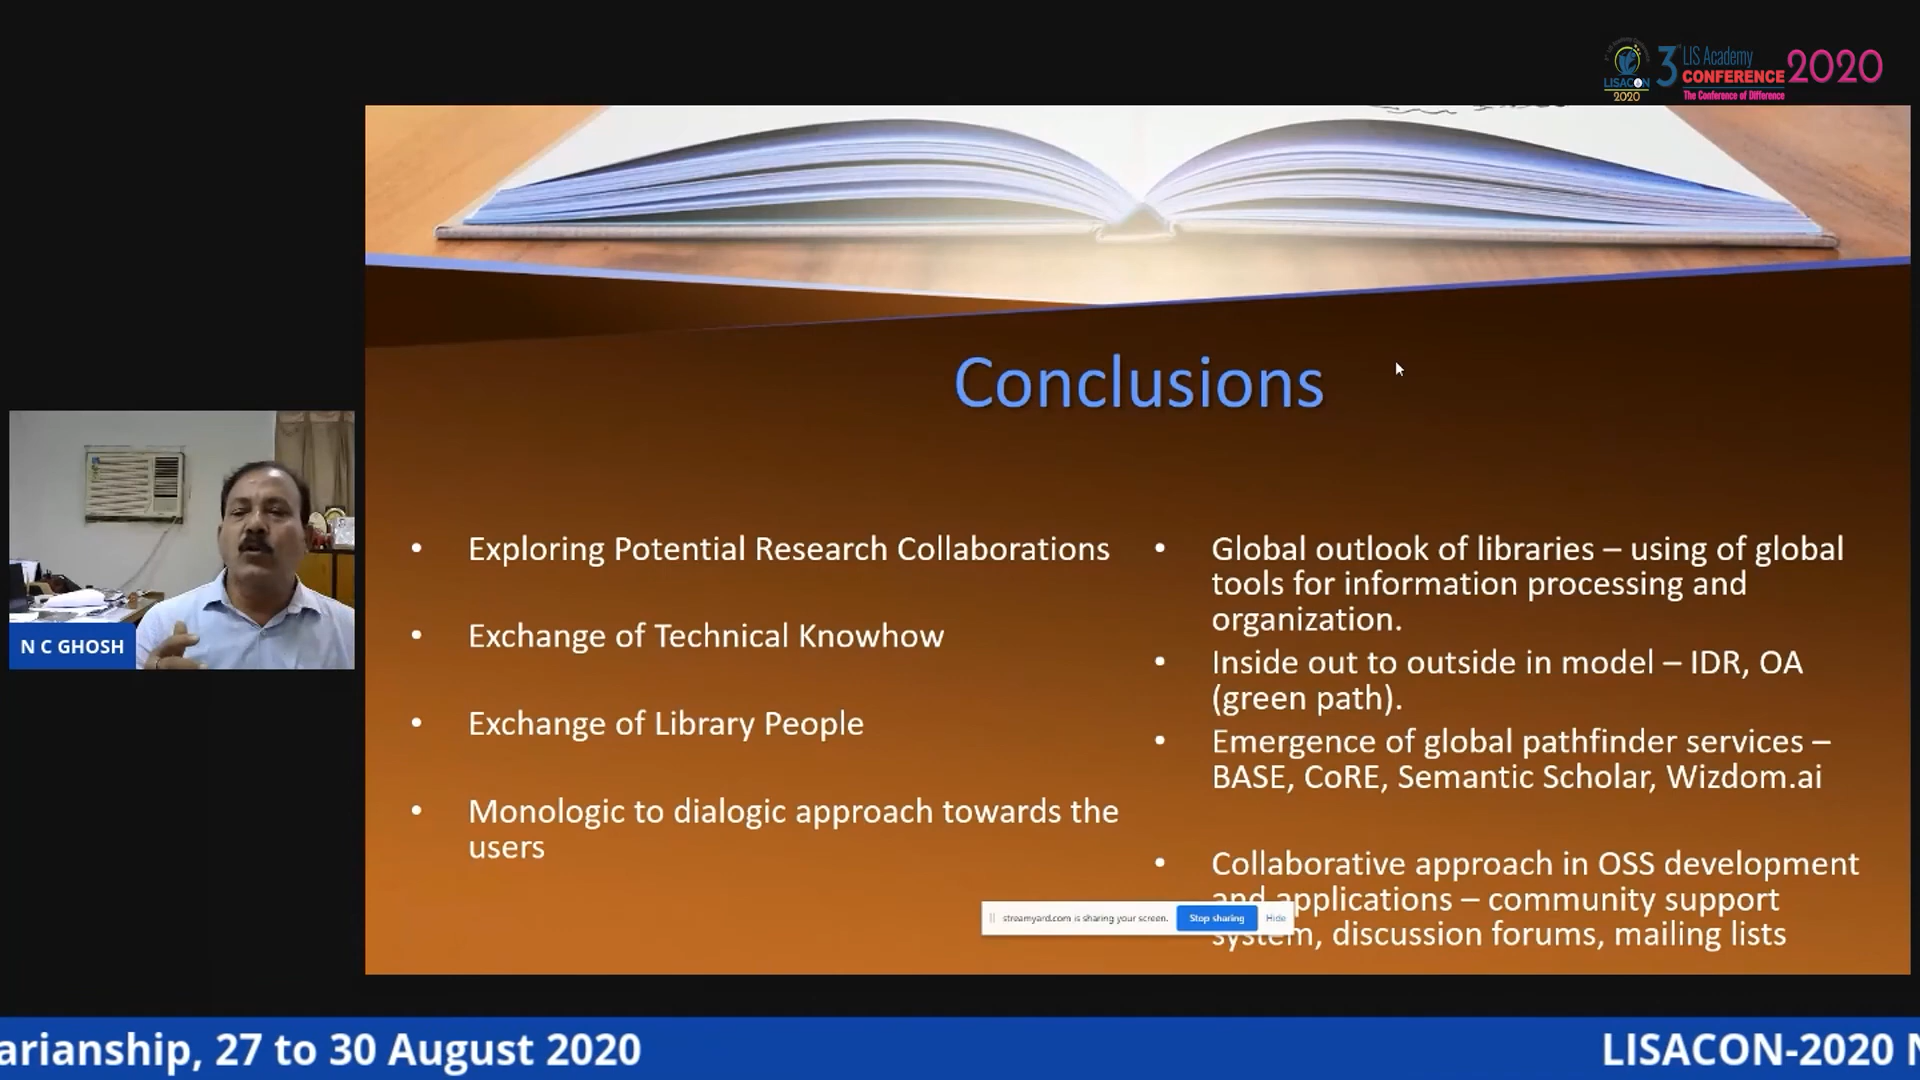 LISACON
2020
3rd LIS Academy
CONFERENCE 2020
The Conference of Difference
Conclusions
• Exploring Potential Research Collaborations
• Exchange of Technical Knowhow
• Exchange of Library People
• Monologic to dialogic approach towards the
users
• Global outlook of libraries – using of global
tools for information processing and
organization.
• Inside out to outside in model – IDR, OA
(green path).
• Emergence of global pathfinder services –
BASE, CoRE, Semantic Scholar, Wizdom.ai
• Collaborative approach in OSS development
and applications – community support
system, discussion forums, mailing lists
streamyard.com is sharing your screen. Stop sharing Hide
N C GHOSH
arianship, 27 to 30 August 2020 LISACON-2020 N